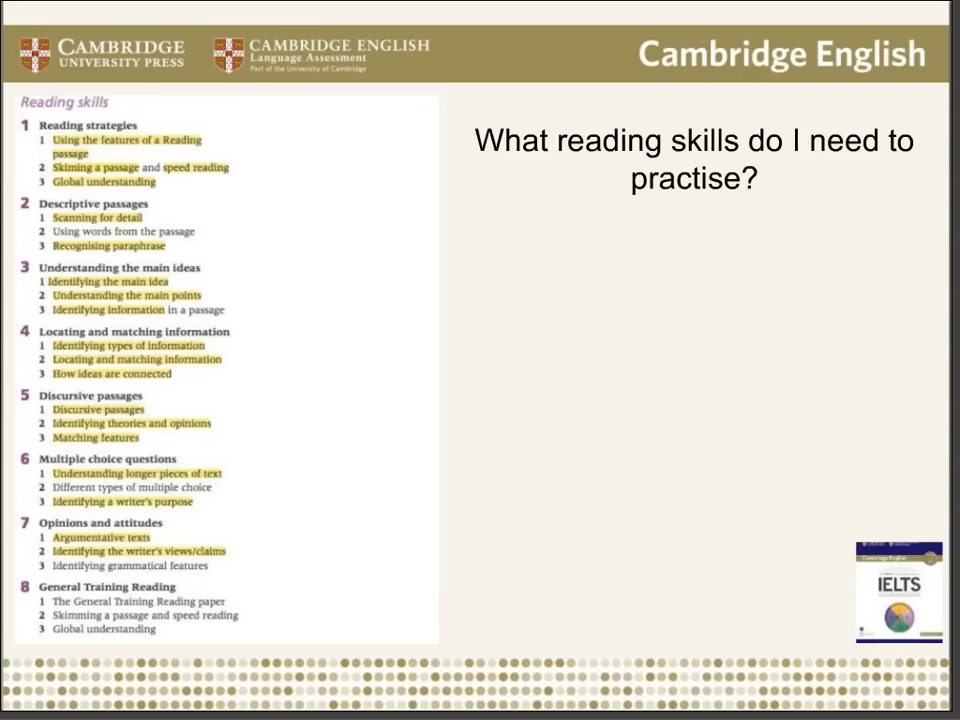 CAMBRIDGE
UNIVERSITY PRESS
CAMBRIDGE ENGLISH
Language Assessment
Part of the University of Cambridge
Cambridge English
Reading skills
1 Reading strategies
1 Using the features of a Reading
passage
2 Skiming a passage and speed reading
3 Global understanding
2 Descriptive passages
1 Scanning for detail
2 Using words from the passage
3 Recognising paraphrase
3 Understanding the main ideas
1 Identifying the main idea
2 Understanding the main points
3 Identifying information in a passage
4 Locating and matching information
1 Identifying types of information
2 Locating and matching information
3 How ideas are connected
5 Discursive passages
1 Discursive passages
2 Identifying theories and opinions
3 Matching features
6 Multiple choice questions
1 Understanding longer pieces of text
2 Different types of multiple choice
3 Identifying a writer's purpose
7 Opinions and attitudes
1 Argumentative texts
2 Identifying the writer's views/claims
3 Identifying grammatical features
8 General Training Reading
1 The General Training Reading paper
2 Skimming a passage and speed reading
3 Global understanding
What reading skills do I need to
practise?
Cambridge English
IELTS